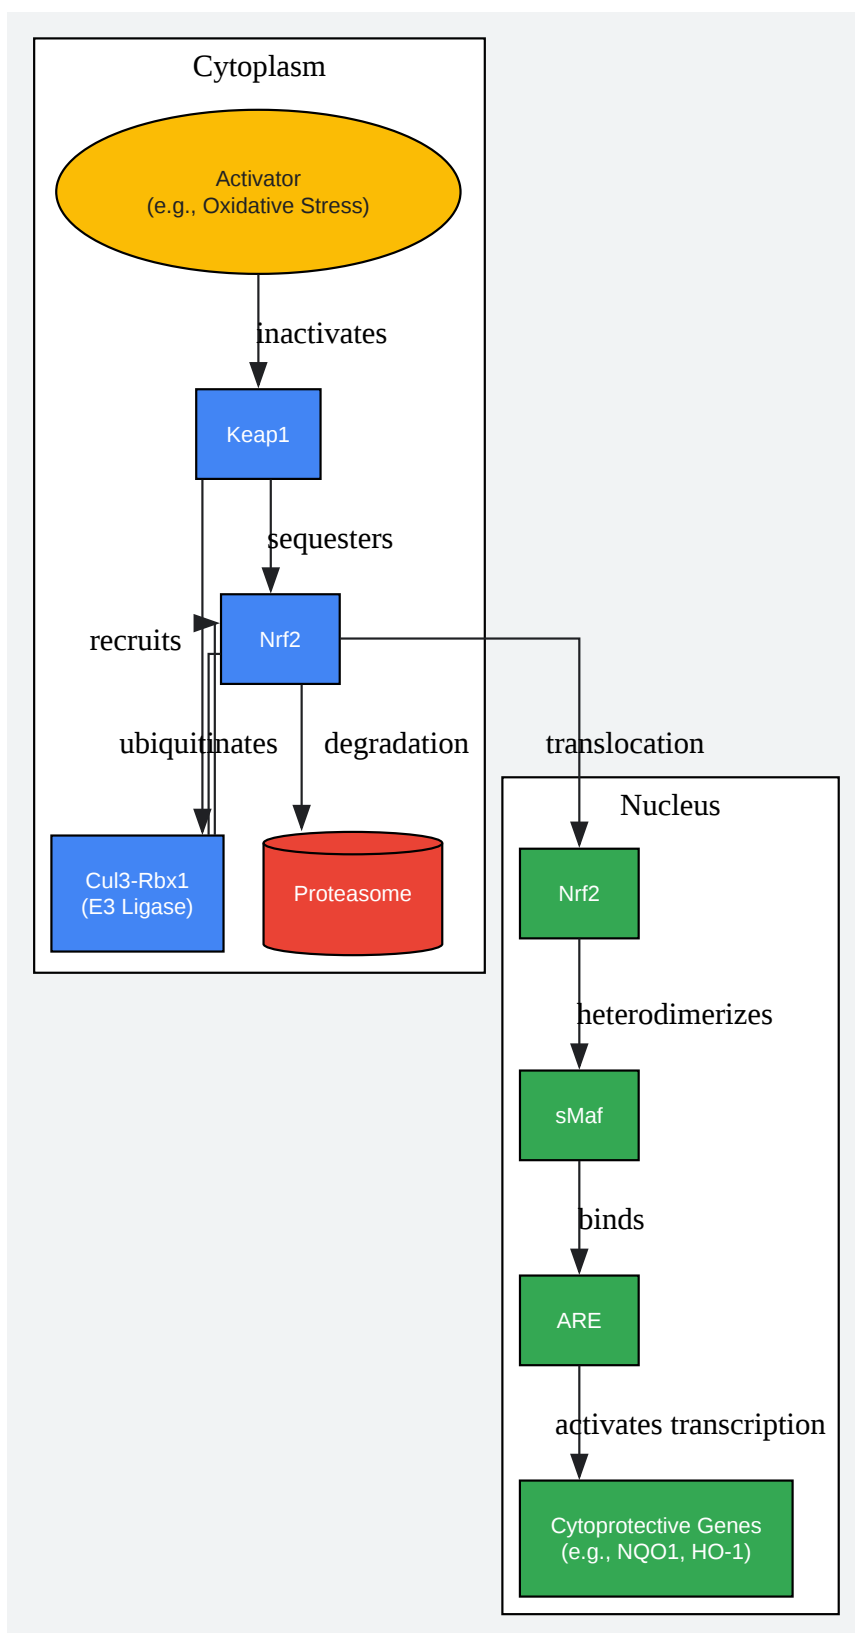 Cytoplasm
Activator
(e.g., Oxidative Stress)
inactivates
Keap1
sequesters
recruits
Nrf2
ubiquitinates
degradation
translocation
Nucleus
Cul3-Rbx1
(E3 Ligase)
Proteasome
Nrf2
heterodimerizes
sMaf
binds
ARE
activates transcription
Cytoprotective Genes
(e.g., NQO1, HO-1)